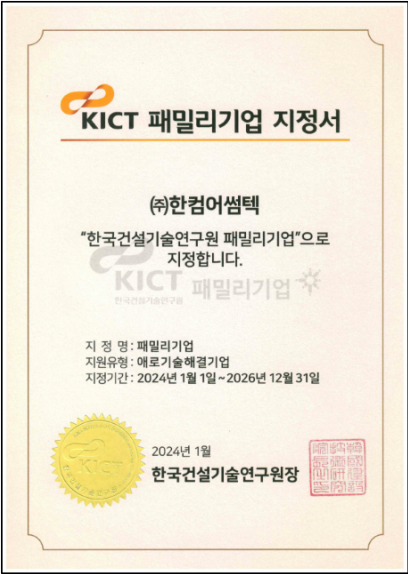 KICT 패밀리기업 지정서
㈜한컴어썸텍
"한국건설기술연구원 패밀리기업"으로
지정합니다.
KICT 패밀리기업
한국건설기술연구원
지 정 명 : 패밀리기업
지원유형 : 애로기술해결기업
지정기간 : 2024년 1월 1일~2026년 12월 31일
2024년 1월
한국건설기술연구원장
KICT